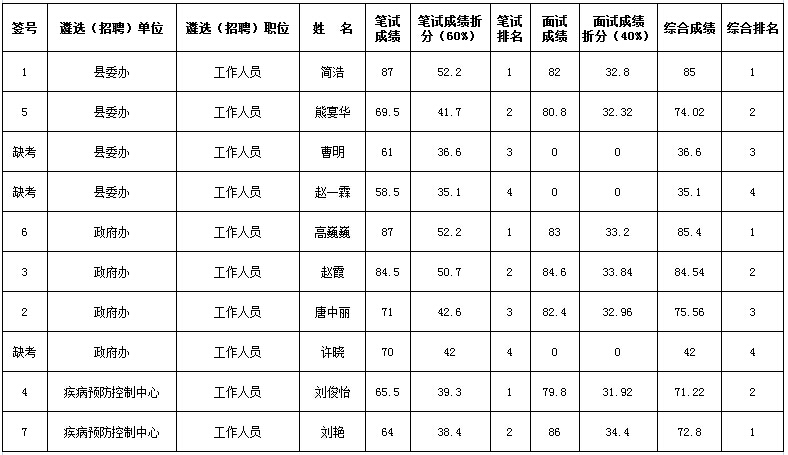 签号 遴选（招聘）单位 遴选（招聘）职位 姓 名 笔试成绩 笔试成绩折分（60%） 笔试排名 面试成绩 面试成绩折分（40%） 综合成绩 综合排名
1 县委办 工作人员 简浩 87 52.2 1 82 32.8 85 1
5 县委办 工作人员 熊宴华 69.5 41.7 2 80.8 32.32 74.02 2
缺考 县委办 工作人员 曹明 61 36.6 3 0 0 36.6 3
缺考 县委办 工作人员 赵一霖 58.5 35.1 4 0 0 35.1 4
6 政府办 工作人员 高巍巍 87 52.2 1 83 33.2 85.4 1
3 政府办 工作人员 赵霞 84.5 50.7 2 84.6 33.84 84.54 2
2 政府办 工作人员 唐中丽 71 42.6 3 82.4 32.96 75.56 3
缺考 政府办 工作人员 许晓 70 42 4 0 0 42 4
4 疾病预防控制中心 工作人员 刘俊怡 65.5 39.3 1 79.8 31.92 71.22 2
7 疾病预防控制中心 工作人员 刘艳 64 38.4 2 86 34.4 72.8 1